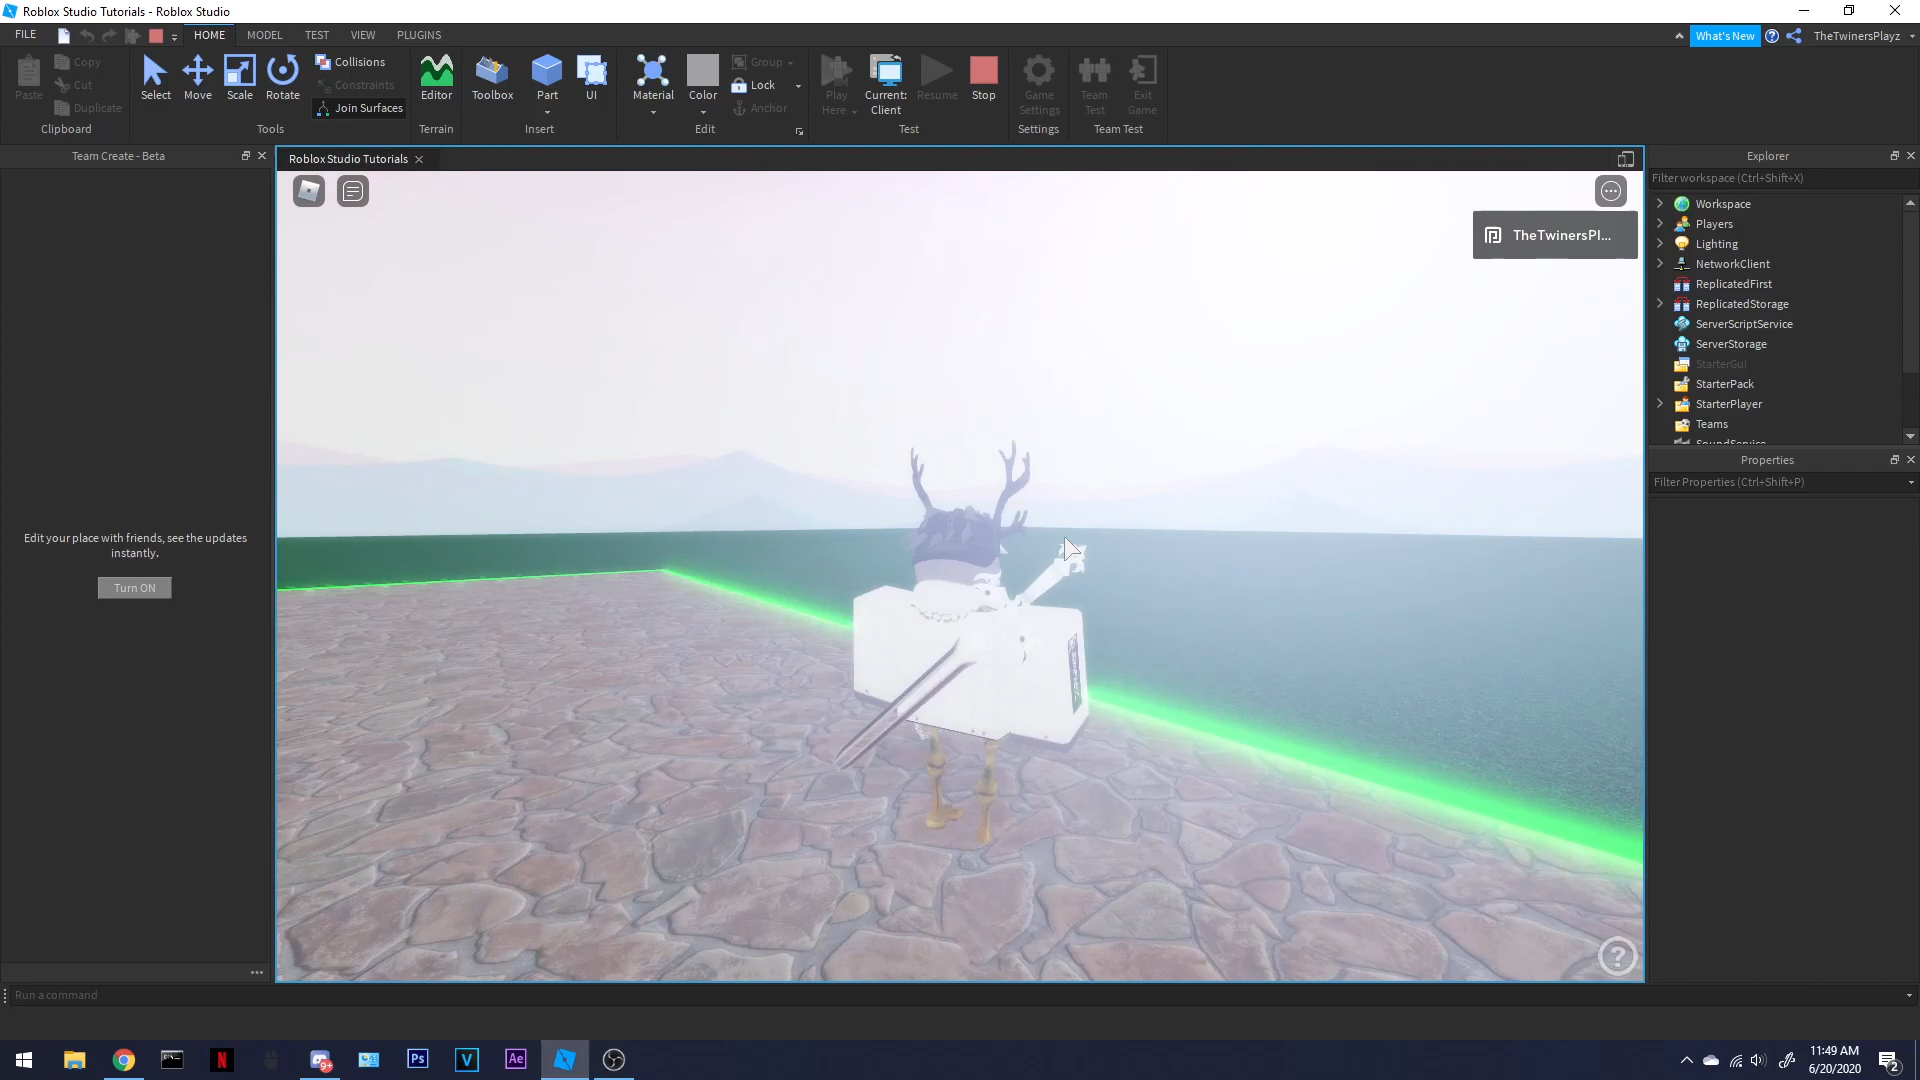 Roblox Studio Tutorials - Roblox Studio
FILE
HOME
MODEL
TEST
VIEW
PLUGINS
What's New
TheTwinersPlayz
Paste
Copy
Cut
Duplicate
Clipboard
Select
Move
Scale
Rotate
Collisions
Constraints
Join Surfaces
Tools
Editor
Terrain
Toolbox
Part
UI
Insert
Material
Color
Group
Lock
Anchor
Edit
Play
Here
Current:
Client
Resume
Stop
Test
Game
Settings
Settings
Team
Test
Exit
Game
Team Test
Team Create - Beta
Edit your place with friends, see the updates
instantly.
Turn ON
Roblox Studio Tutorials
TheTwinersPl...
Explorer
Filter workspace (Ctrl+Shift+X)
Workspace
Players
Lighting
NetworkClient
ReplicatedFirst
ReplicatedStorage
ServerScriptService
ServerStorage
StarterGui
StarterPack
StarterPlayer
Teams
SoundService
Properties
Filter Properties (Ctrl+Shift+P)
Run a command
N
9+
Ps
V
Ae
11:49 AM
6/20/2020
2